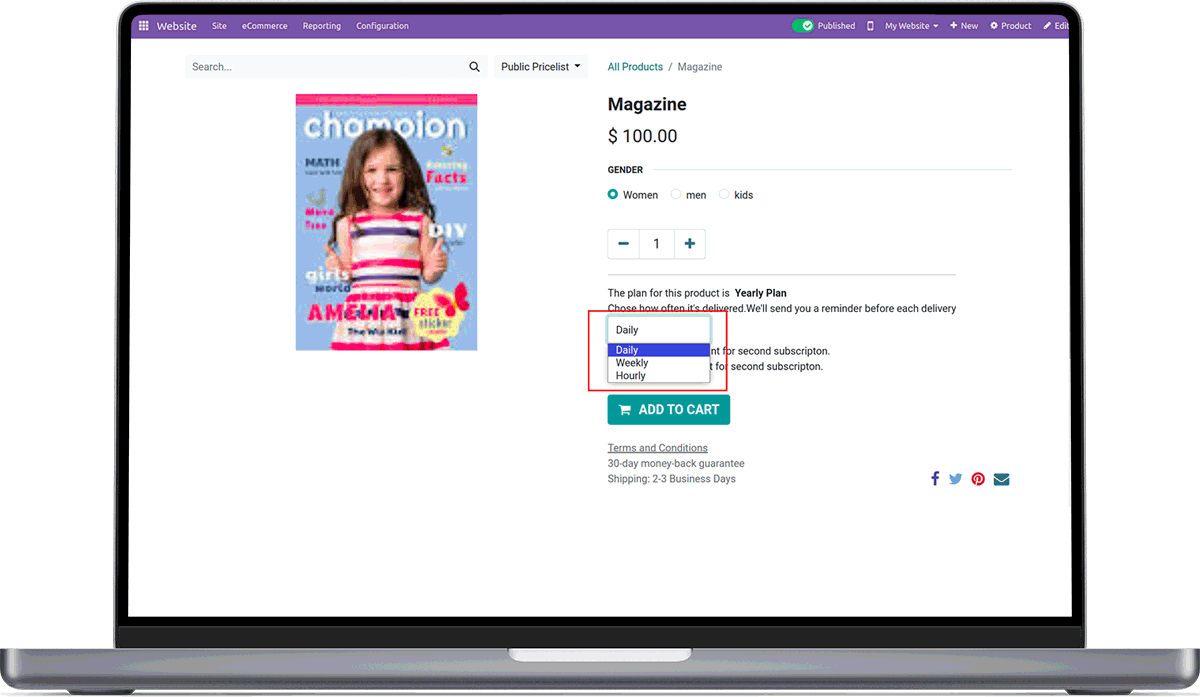 Website Site eCommerce Reporting Configuration Published My Website + New Product Edit
Search... Public Pricelist
All Products / Magazine
Magazine
$ 100.00
GENDER
Women men kids
1
The plan for this product is Yearly Plan
Chose how often it's delivered.We'll send you a reminder before each delivery
Daily
Daily
Weekly
Hourly
nt for second subscripton.
t for second subscripton.
ADD TO CART
Terms and Conditions
30-day money-back guarantee
Shipping: 2-3 Business Days
champion
MATH
Facts
Word
Tree
DIY
girls
world
AMELIA
The Wiz Kid!
FREE
sticker